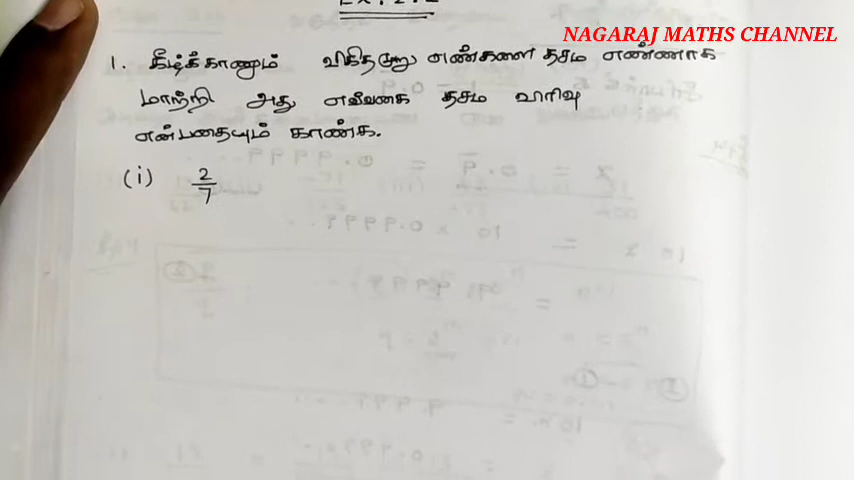 NAGARAJ MATHS CHANNEL
1. கீழ்க்காணும் விகிதமுறு எண்களை தசம எண்ணாக
மாற்றி அது எவ்வகை தசம விரிவு
என்பதையும் காண்க.
(i) 2/7